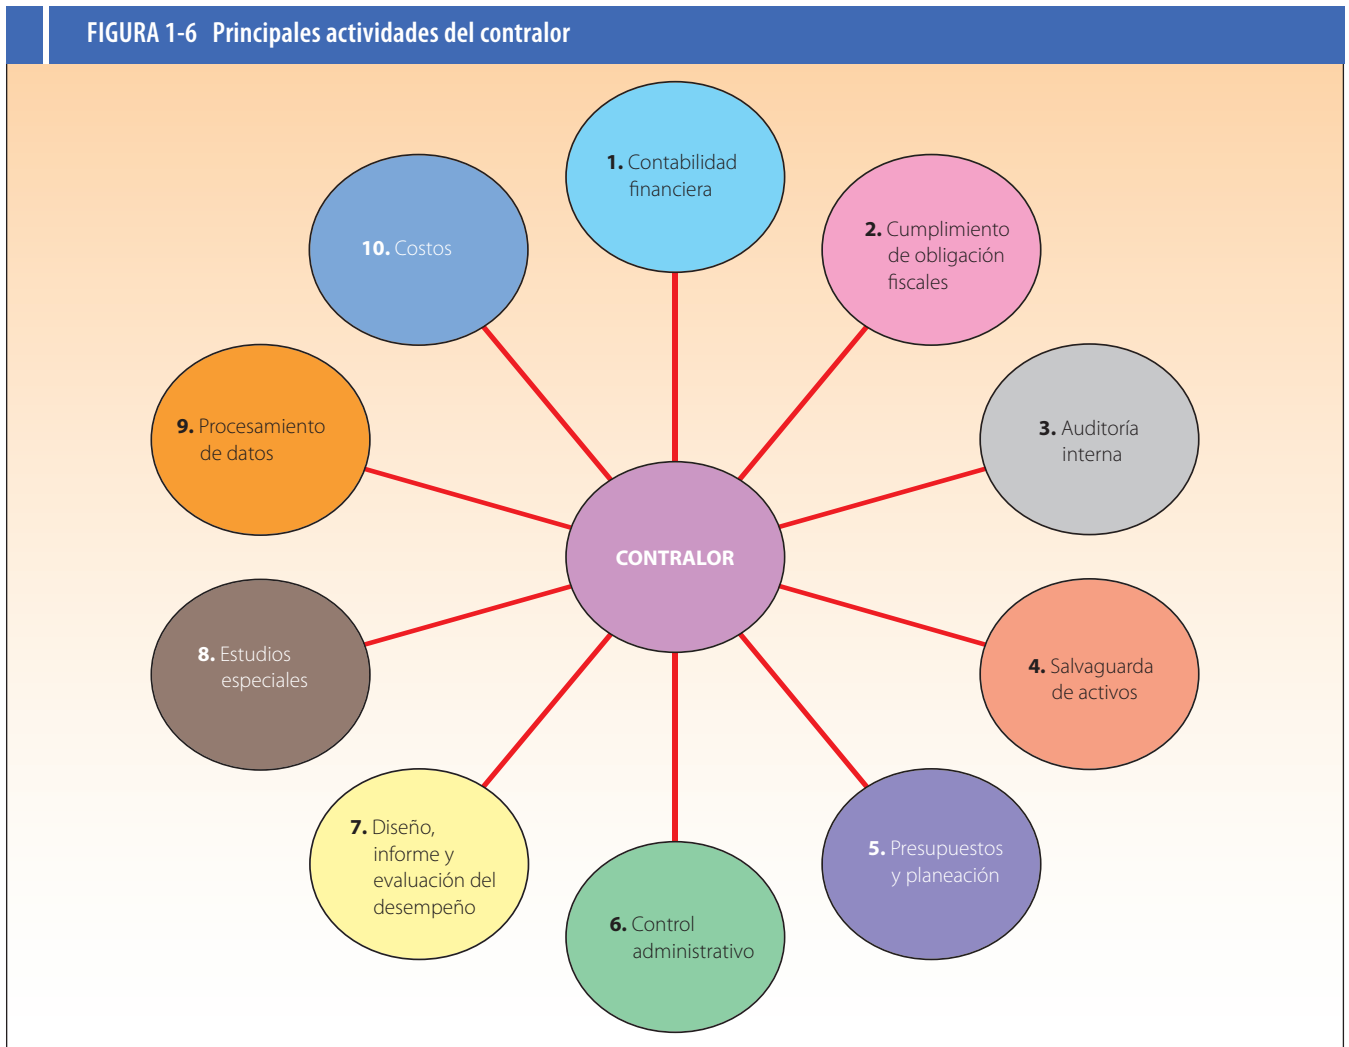 FIGURA 1-6 Principales actividades del contralor
1. Contabilidad
financiera
2. Cumplimiento
de obligación
fiscales
3. Auditoría
interna
4. Salvaguarda
de activos
5. Presupuestos
y planeación
6. Control
administrativo
7. Diseño,
informe y
evaluación del
desempeño
8. Estudios
especiales
9. Procesamiento
de datos
10. Costos
CONTRALOR